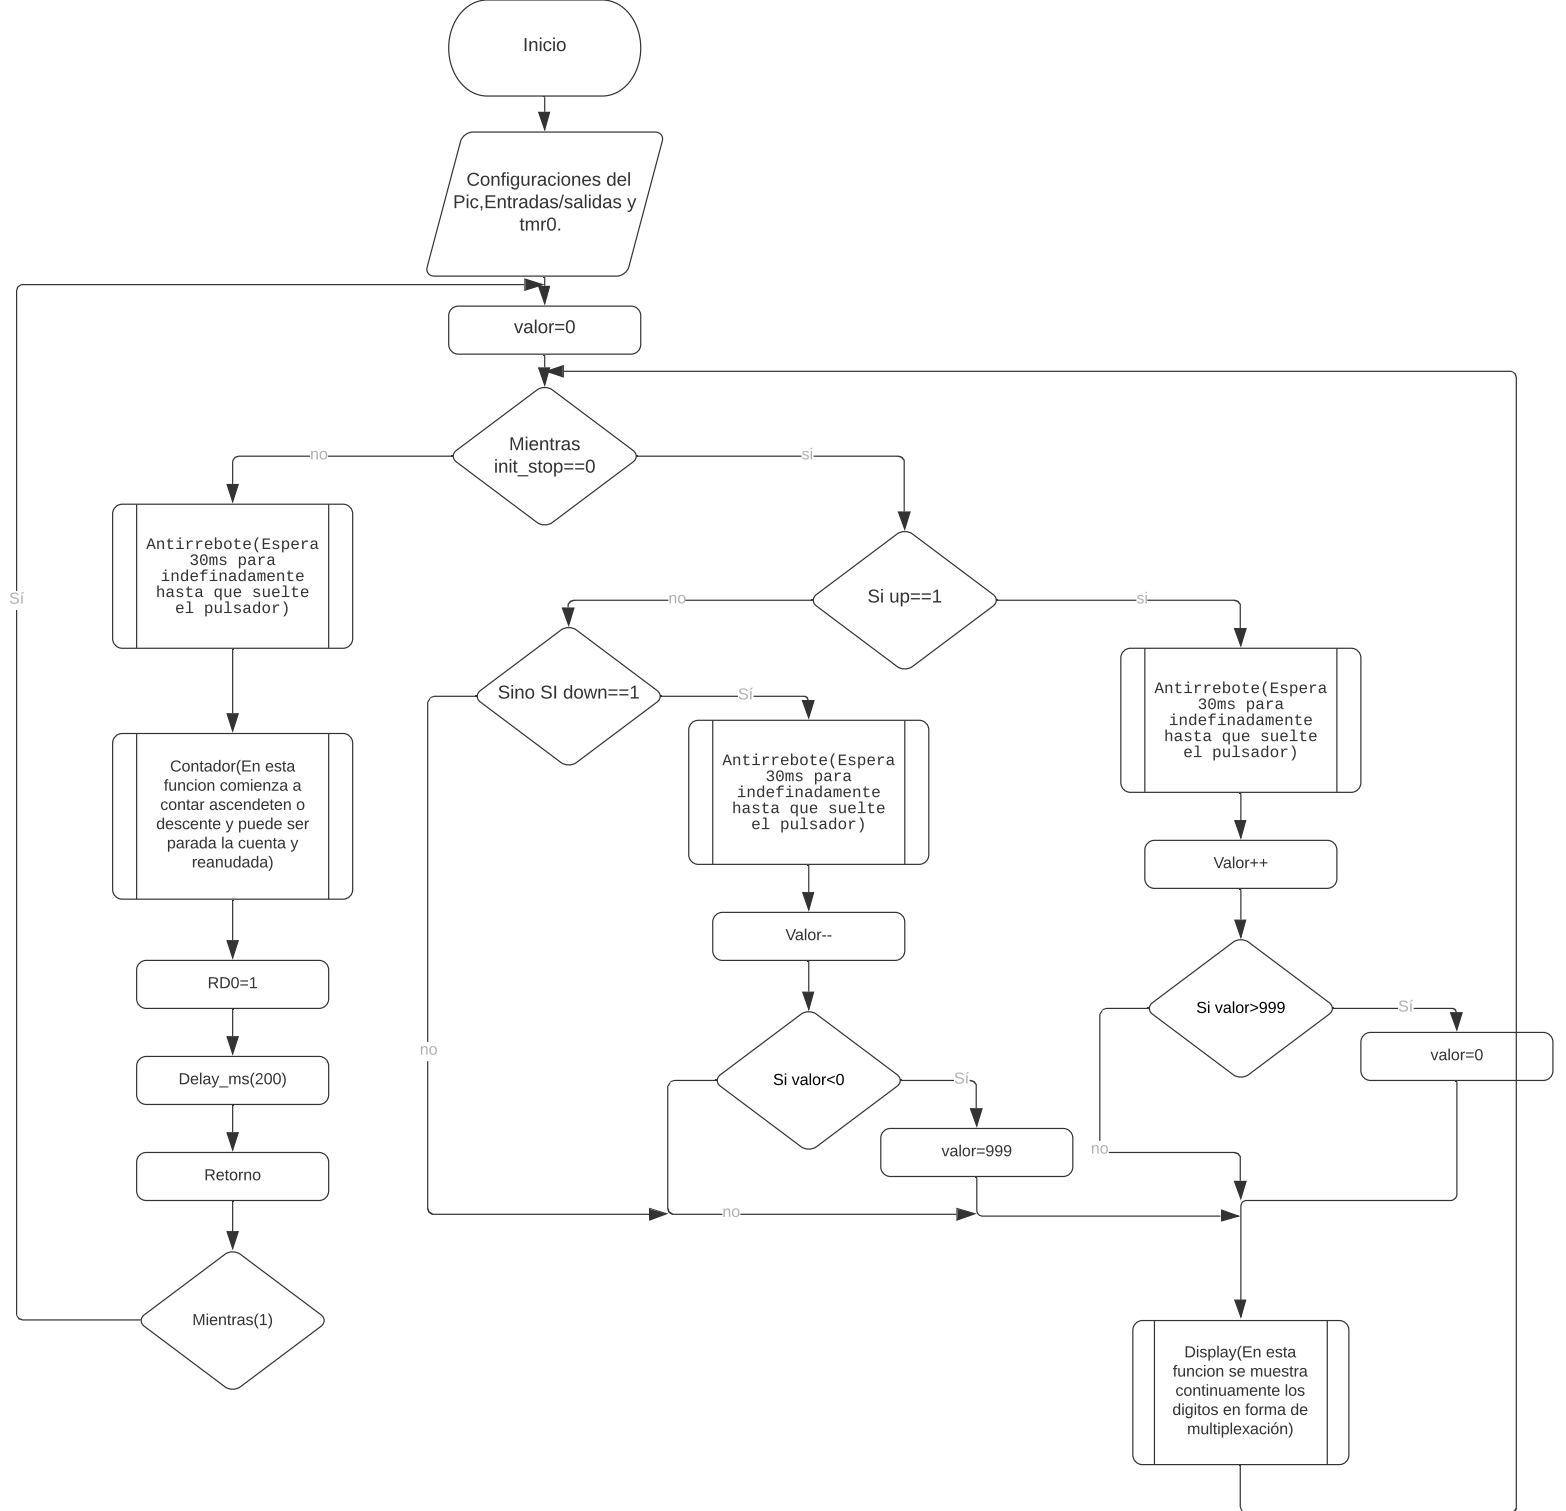 Inicio
Configuraciones del
Pic,Entradas/salidas y
tmr0.
valor=0
Mientras
init_stop==0
no
si
Antirrebote(Espera
30ms para
indefinadamente
hasta que suelte
el pulsador)
Si up==1
no
si
Sí
Sino SI down==1
Sí
Antirrebote(Espera
30ms para
indefinadamente
hasta que suelte
el pulsador)
Antirrebote(Espera
30ms para
indefinadamente
hasta que suelte
el pulsador)
Contador(En esta
funcion comienza a
contar ascendeten o
descente y puede ser
parada la cuenta y
reanudada)
Valor++
Valor--
RD0=1
Si valor>999
Sí
valor=0
no
Delay_ms(200)
Si valor<0
Sí
valor=999
no
Retorno
no
Mientras(1)
Display(En esta
funcion se muestra
continuamente los
digitos en forma de
multiplexación)